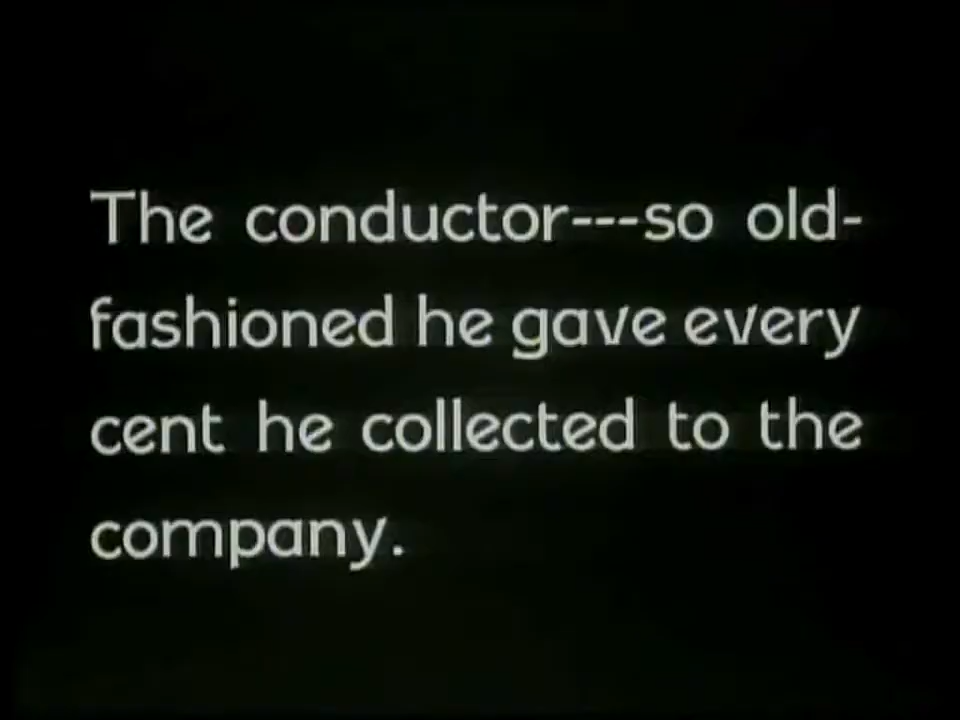 The conductor---so old-
fashioned he gave every
cent he collected to the
company.